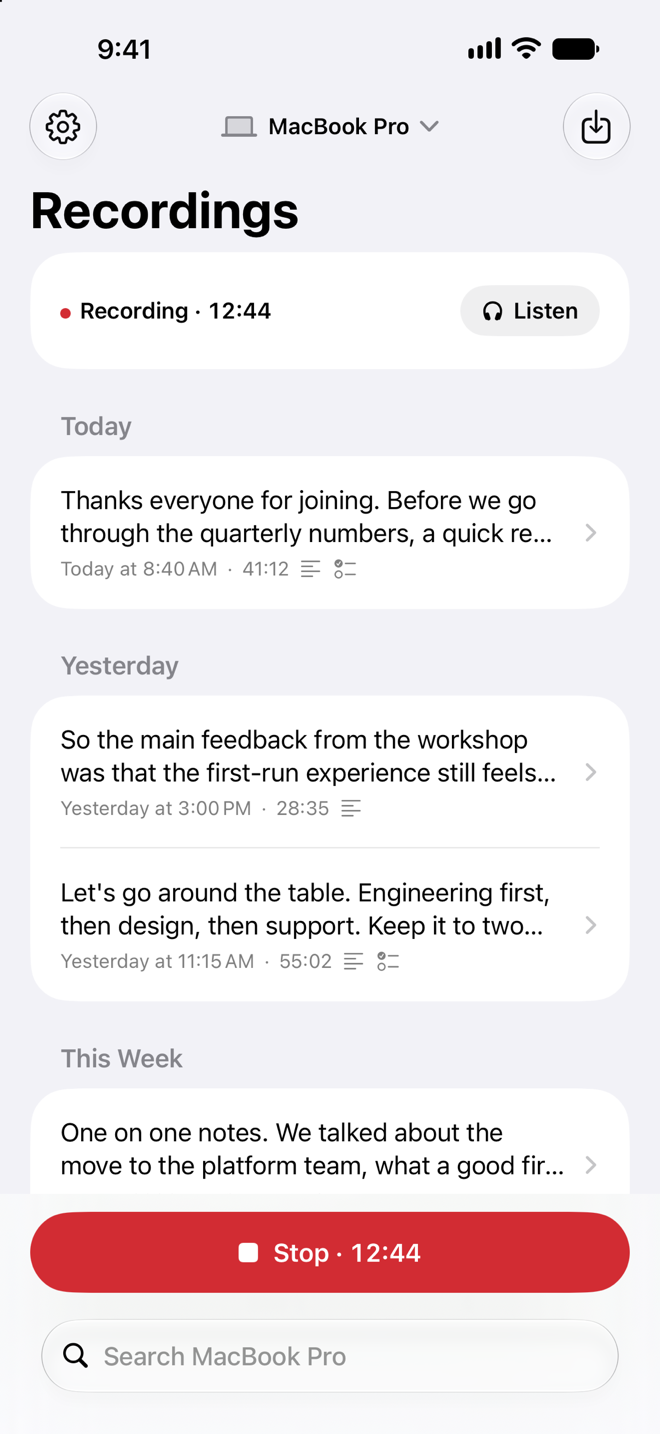 9:41
MacBook Pro
Recordings
Recording · 12:44
Listen
Today
Thanks everyone for joining. Before we go
through the quarterly numbers, a quick re...
Today at 8:40 AM · 41:12
Yesterday
So the main feedback from the workshop
was that the first-run experience still feels...
Yesterday at 3:00 PM · 28:35
Let's go around the table. Engineering first,
then design, then support. Keep it to two...
Yesterday at 11:15 AM · 55:02
This Week
One on one notes. We talked about the
move to the platform team, what a good fir...
Stop · 12:44
Search MacBook Pro